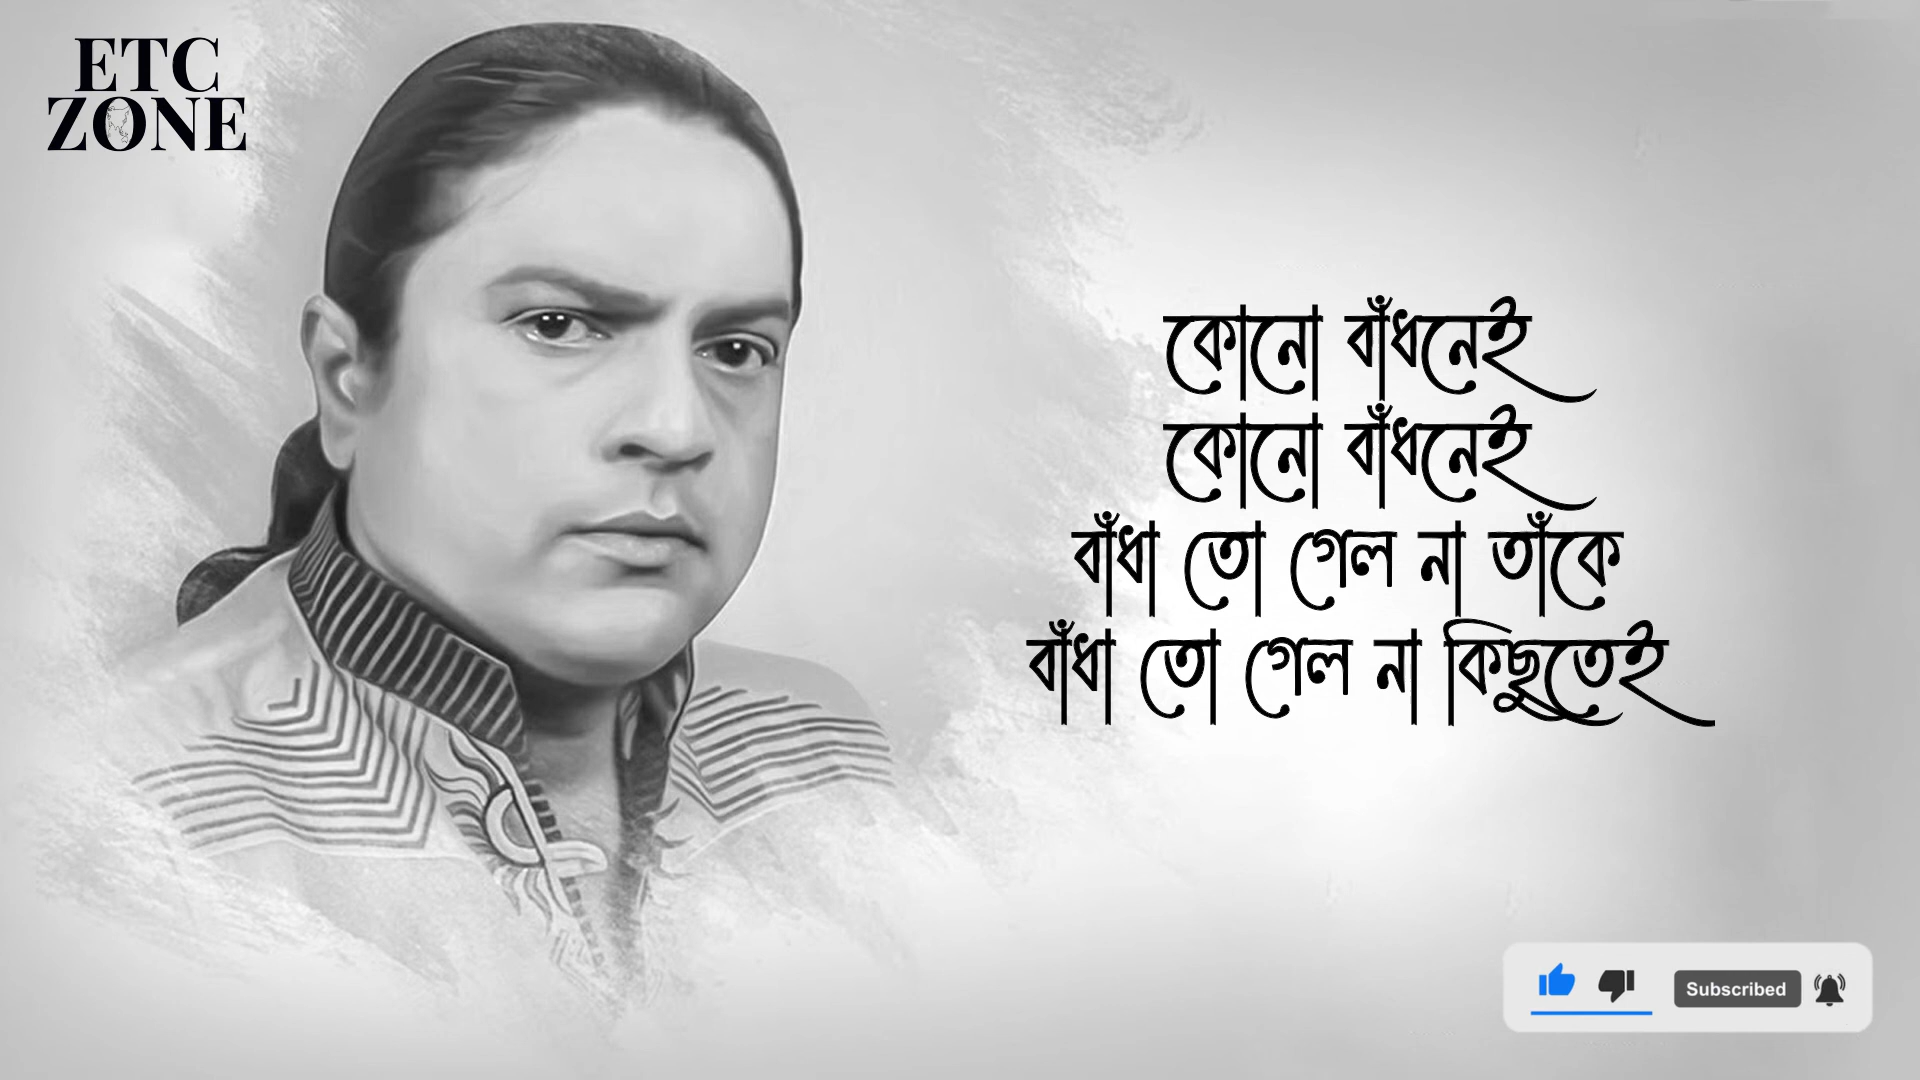 ETC
ZONE
কোনো বাঁধনেই
কোনো বাঁধনেই
বাঁধা তো গেল না তাঁকে
বাঁধা তো গেল না কিছুতেই
Subscribed